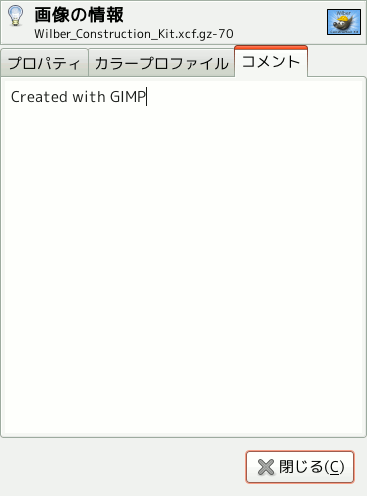 画像の情報
Wilber_Construction_Kit.xcf.gz-70
プロパティ
カラープロファイル
コメント
Created with GIMP
閉じる(C)